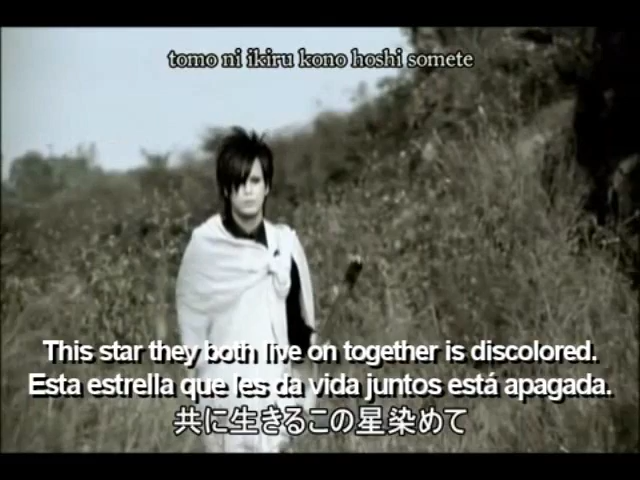 tomo ni ikiru kono hoshi somete
This star they both live on together is discolored.
Esta estrella que les da vida juntos está apagada.
共に生きるこの星染めて